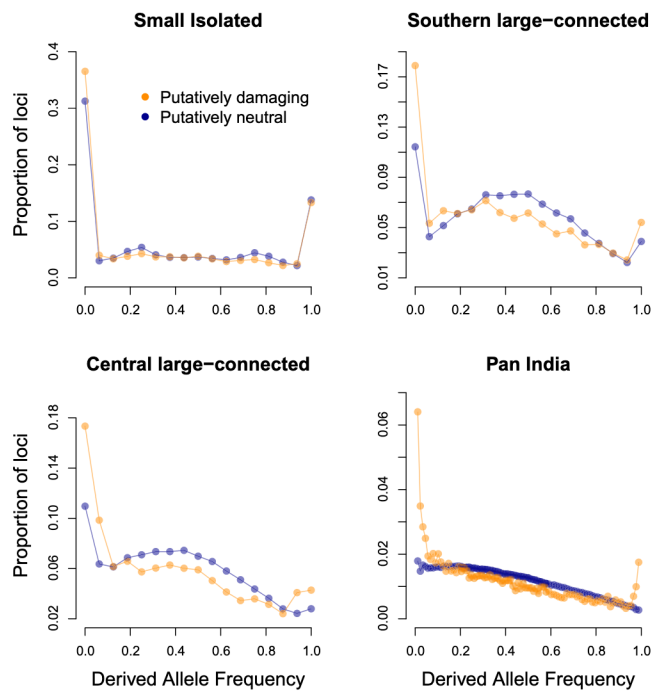 Small Isolated
Southern large−connected
Proportion of loci
0.0
0.1
0.2
0.3
0.4
Putatively damaging
Putatively neutral
0.0 0.2 0.4 0.6 0.8 1.0
0.01
0.05
0.09
0.13
0.17
0.0 0.2 0.4 0.6 0.8 1.0
Central large−connected
Pan India
Proportion of loci
0.02
0.06
0.10
0.14
0.18
0.0 0.2 0.4 0.6 0.8 1.0
Derived Allele Frequency
0.00
0.02
0.04
0.06
0.0 0.2 0.4 0.6 0.8 1.0
Derived Allele Frequency